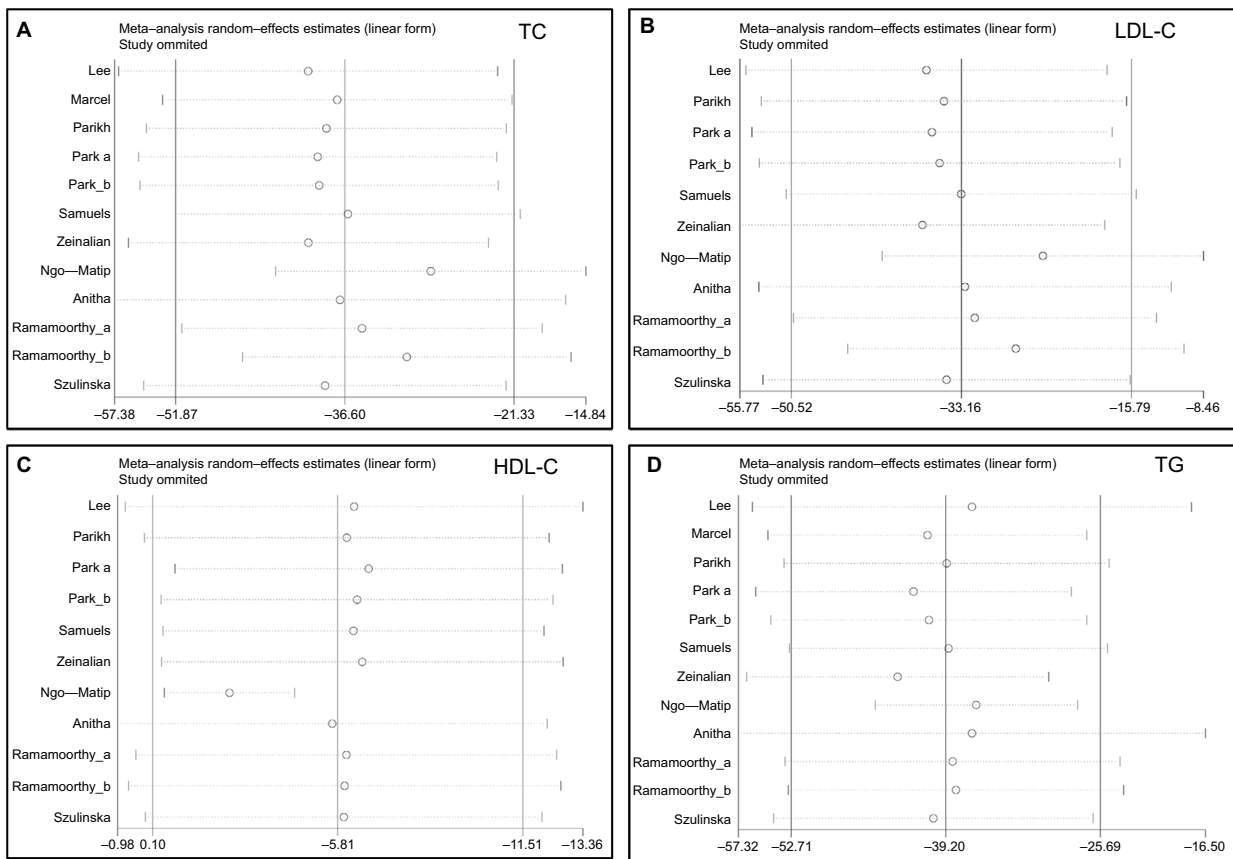 A
Meta–analysis random–effects estimates (linear form)
TC
Study ommited
Lee
Marcel
Parikh
Park a
Park_b
Samuels
Zeinalian
Ngo—Matip
Anitha
Ramamoorthy_a
Ramamoorthy_b
Szulinska
–57.38 –51.87 –36.60 –21.33 –14.84
B
Meta–analysis random–effects estimates (linear form)
LDL-C
Study ommited
Lee
Parikh
Park a
Park_b
Samuels
Zeinalian
Ngo—Matip
Anitha
Ramamoorthy_a
Ramamoorthy_b
Szulinska
–55.77 –50.52 –33.16 –15.79 –8.46
C
Meta–analysis random–effects estimates (linear form)
HDL-C
Study ommited
Lee
Parikh
Park a
Park_b
Samuels
Zeinalian
Ngo—Matip
Anitha
Ramamoorthy_a
Ramamoorthy_b
Szulinska
–0.98 0.10 –5.81 –11.51 –13.36
D
Meta–analysis random–effects estimates (linear form)
TG
Study ommited
Lee
Marcel
Parikh
Park a
Park_b
Samuels
Zeinalian
Ngo—Matip
Anitha
Ramamoorthy_a
Ramamoorthy_b
Szulinska
–57.32 –52.71 –39.20 –25.69 –16.50